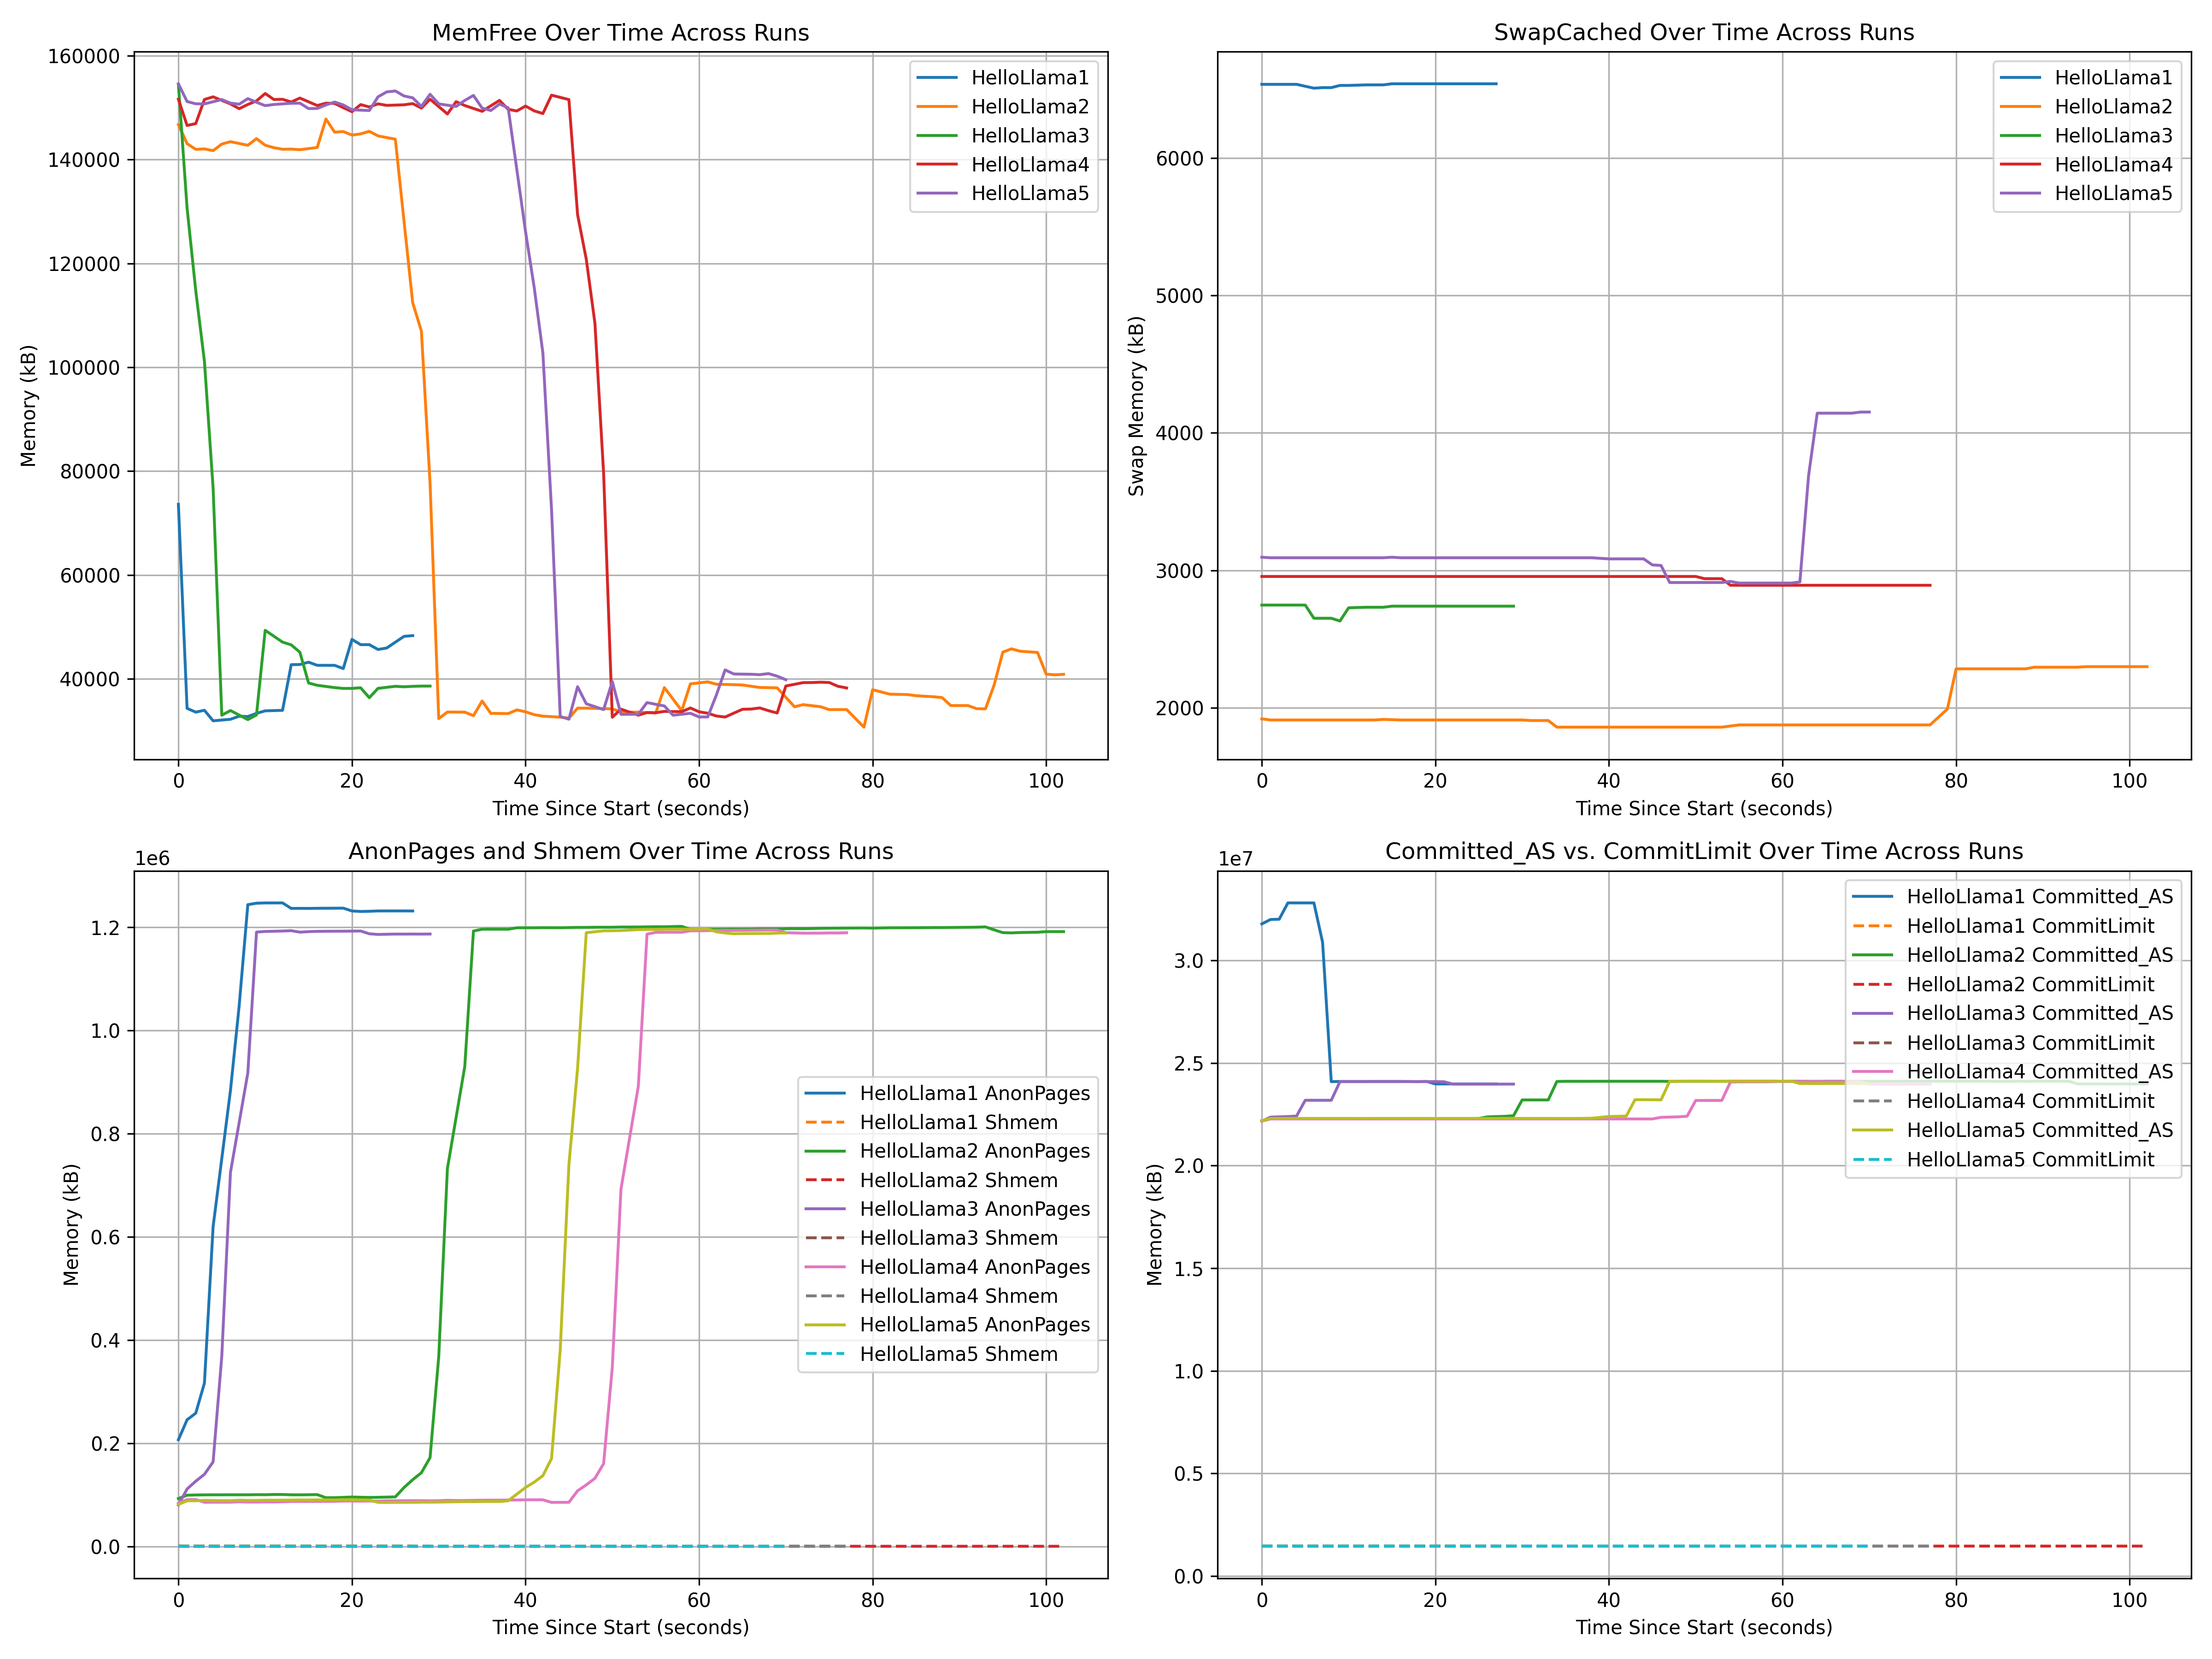 MemFree Over Time Across Runs
Memory (kB)
160000
140000
120000
100000
80000
60000
40000
HelloLlama1
HelloLlama2
HelloLlama3
HelloLlama4
HelloLlama5
0 20 40 60 80 100
Time Since Start (seconds)
SwapCached Over Time Across Runs
Swap Memory (kB)
6000
5000
4000
3000
2000
HelloLlama1
HelloLlama2
HelloLlama3
HelloLlama4
HelloLlama5
0 20 40 60 80 100
Time Since Start (seconds)
AnonPages and Shmem Over Time Across Runs
1e6
Memory (kB)
1.2
1.0
0.8
0.6
0.4
0.2
0.0
HelloLlama1 AnonPages
HelloLlama1 Shmem
HelloLlama2 AnonPages
HelloLlama2 Shmem
HelloLlama3 AnonPages
HelloLlama3 Shmem
HelloLlama4 AnonPages
HelloLlama4 Shmem
HelloLlama5 AnonPages
HelloLlama5 Shmem
0 20 40 60 80 100
Time Since Start (seconds)
Committed_AS vs. CommitLimit Over Time Across Runs
1e7
Memory (kB)
3.0
2.5
2.0
1.5
1.0
0.5
0.0
HelloLlama1 Committed_AS
HelloLlama1 CommitLimit
HelloLlama2 Committed_AS
HelloLlama2 CommitLimit
HelloLlama3 Committed_AS
HelloLlama3 CommitLimit
HelloLlama4 Committed_AS
HelloLlama4 CommitLimit
HelloLlama5 Committed_AS
HelloLlama5 CommitLimit
0 20 40 60 80 100
Time Since Start (seconds)